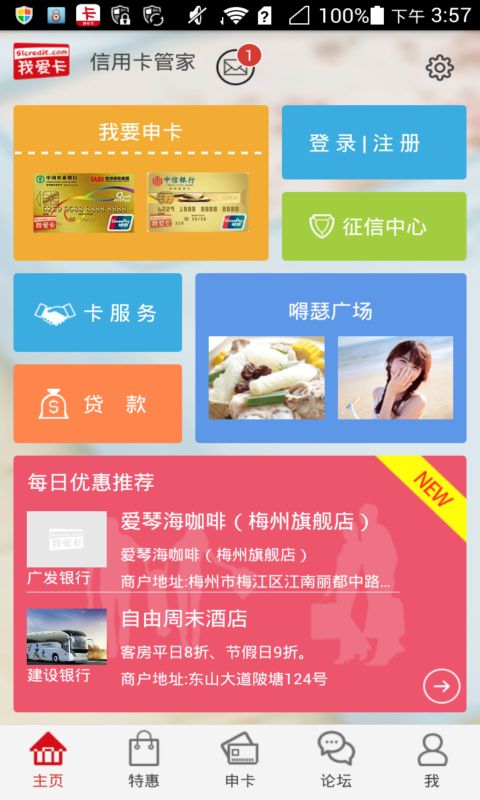 100% 下午 3:57
51credit.com
我爱卡
信用卡管家
1
我要申卡
登录|注册
中国农业银行
中信银行
征信中心
卡服务
嘚瑟广场
贷 款
每日优惠推荐
NEW
爱琴海咖啡（梅州旗舰店）
爱琴海咖啡（梅州旗舰店）
广发银行
商户地址:梅州市梅江区江南丽都中路...
自由周末酒店
客房平日8折、节假日9折。
建设银行
商户地址:东山大道陂塘124号
主页
特惠
申卡
论坛
我